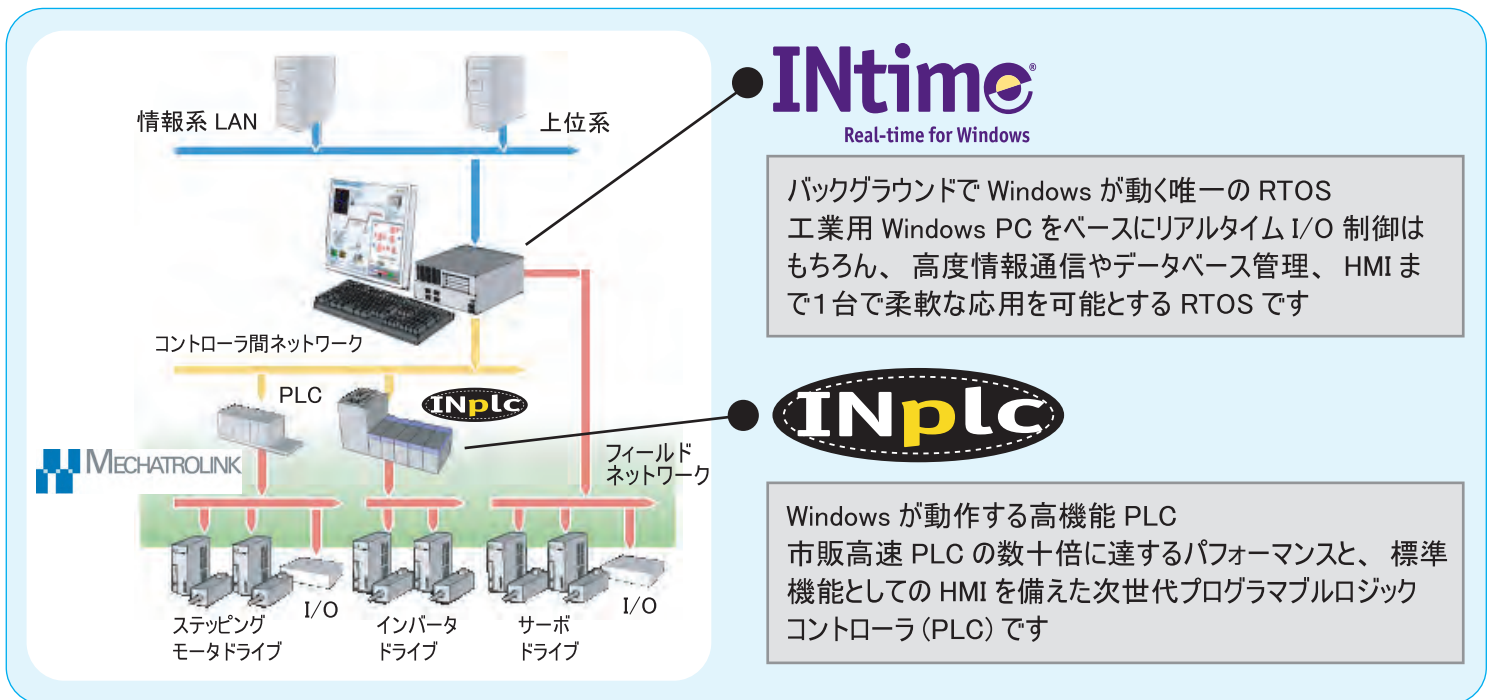 情報系 LAN
上位系
コントローラ間ネットワーク
PLC
INplc
MECHATROLINK
フィールド
ネットワーク
I/O
I/O
ステッピング
モータドライブ
インバータ
ドライブ
サーボ
ドライブ
INtime®
Real-time for Windows
バックグラウンドで Windows が動く唯一の RTOS
工業用 Windows PC をベースにリアルタイム I/O 制御は
もちろん、 高度情報通信やデータベース管理、 HMI ま
で１台で柔軟な応用を可能とする RTOS です
INplc
Windows が動作する高機能 PLC
市販高速 PLC の数十倍に達するパフォーマンスと、 標準
機能としての HMI を備えた次世代プログラマブルロジック
コントローラ (PLC) です